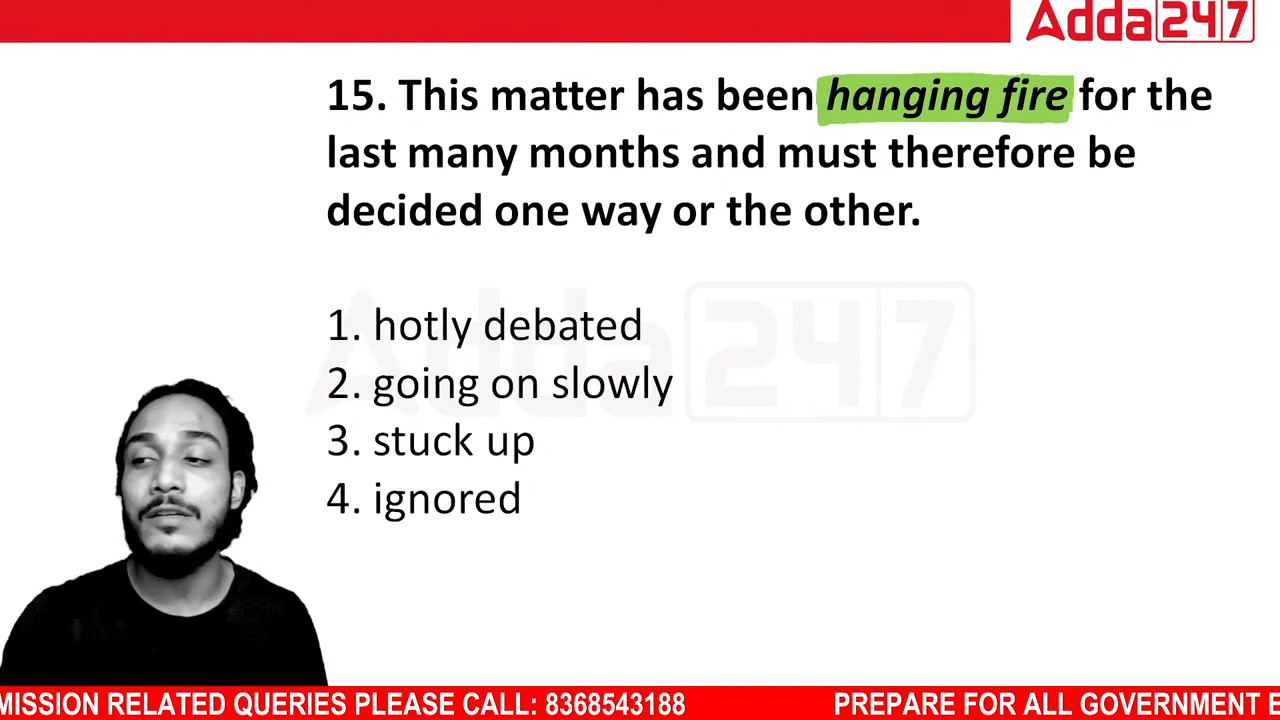 Adda247
15. This matter has been hanging fire for the
last many months and must therefore be
decided one way or the other.
Adda247
1. hotly debated
2. going on slowly
3. stuck up
4. ignored
MISSION RELATED QUERIES PLEASE CALL: 8368543188 PREPARE FOR ALL GOVERNMENT E